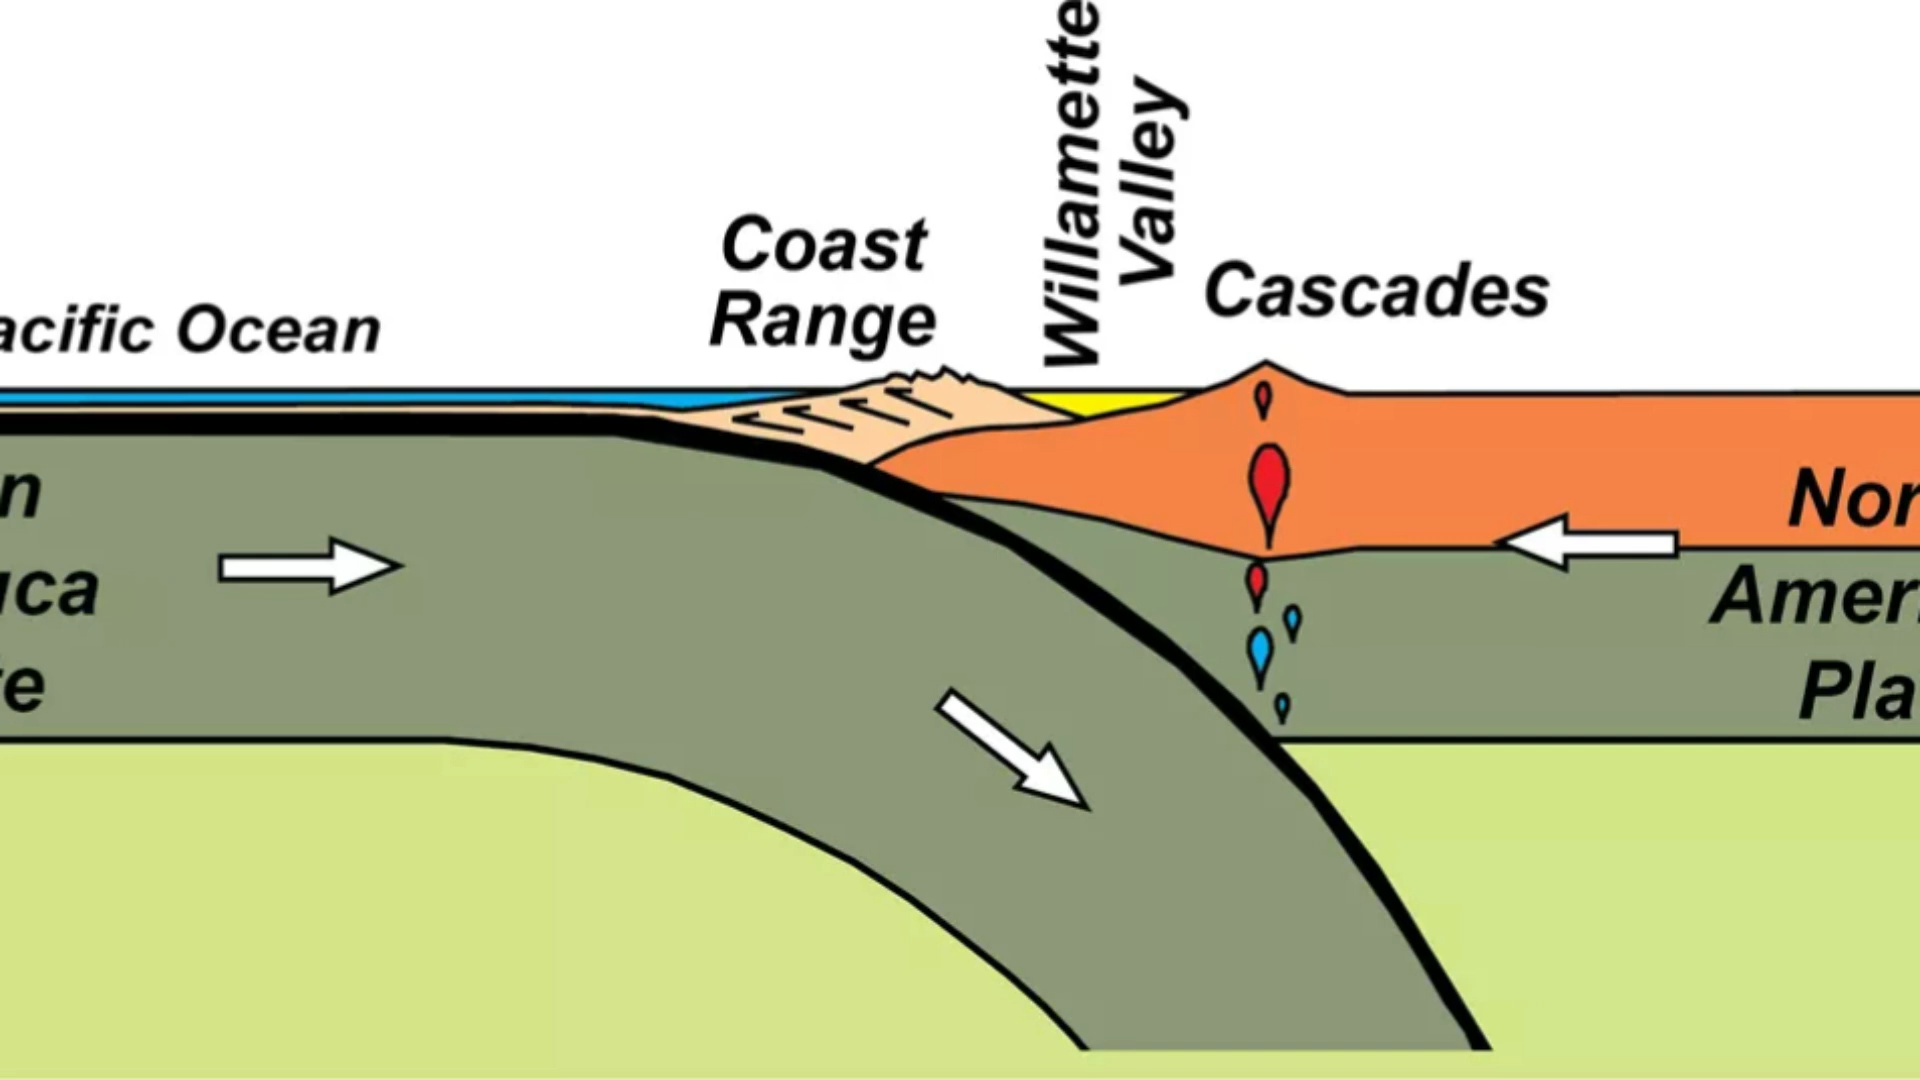 acific Ocean
Coast
Range
Willamette
Valley
Cascades
n
uca
te
Nor
Amer
Pla